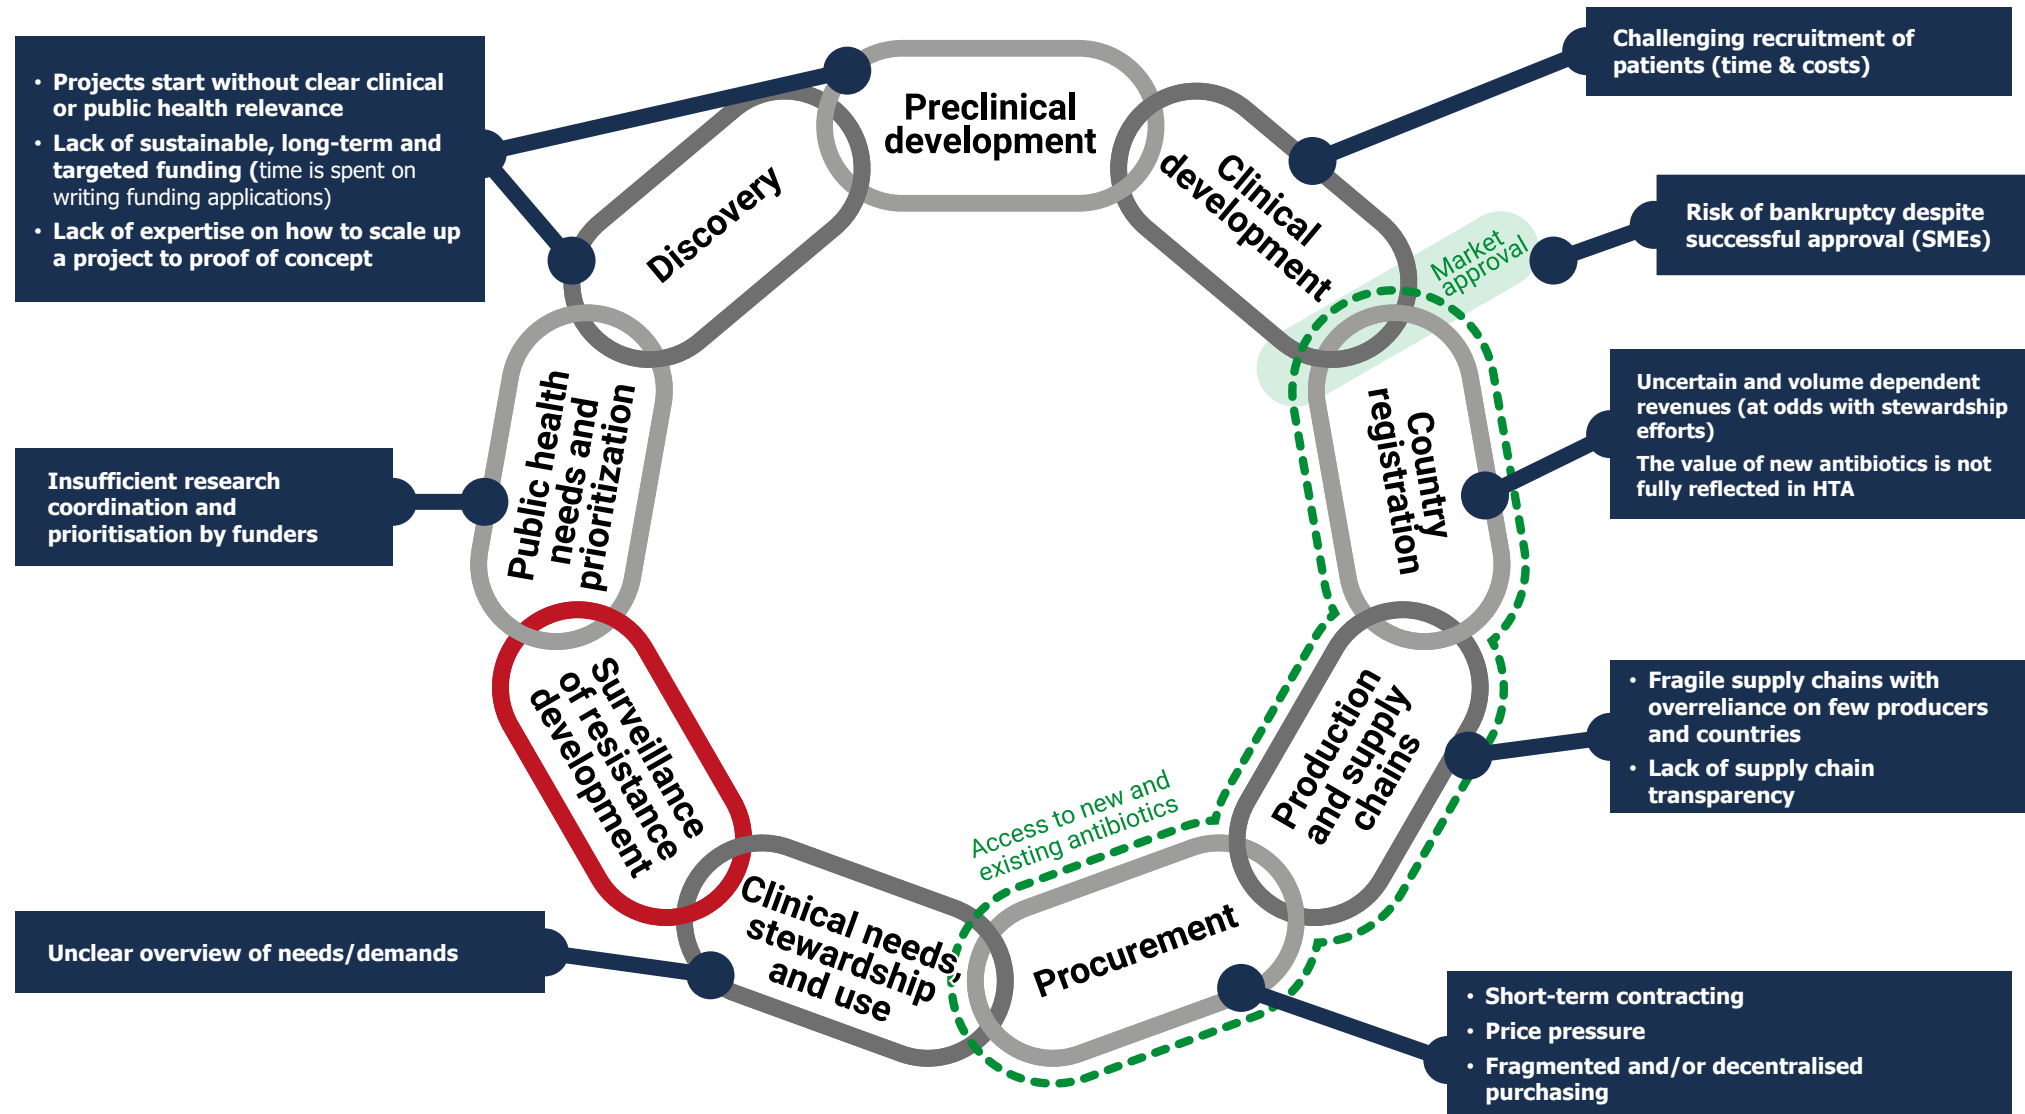 • Projects start without clear clinical
or public health relevance
• Lack of sustainable, long-term and
targeted funding (time is spent on
writing funding applications)
• Lack of expertise on how to scale up
a project to proof of concept
Insufficient research
coordination and
prioritisation by funders
Unclear overview of needs/demands
Preclinical
development
Discovery
Clinical
development
Market
approval
Public health
needs and
prioritization
Country
registration
Surveillance
of resistance
development
Production
and supply
chains
Access to new and
existing antibiotics
Clinical needs,
stewardship
and use
Procurement
Challenging recruitment of
patients (time & costs)
Risk of bankruptcy despite
successful approval (SMEs)
Uncertain and volume dependent
revenues (at odds with stewardship
efforts)
The value of new antibiotics is not
fully reflected in HTA
• Fragile supply chains with
overreliance on few producers
and countries
• Lack of supply chain
transparency
• Short-term contracting
• Price pressure
• Fragmented and/or decentralised
purchasing